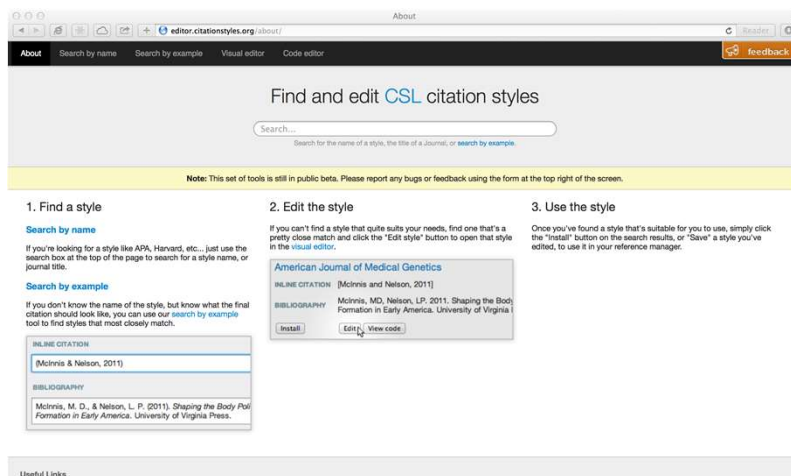 About
editor.citationstyles.org/about/
Reader
About Search by name Search by example Visual editor Code editor
feedback
Find and edit CSL citation styles
Search...
Search for the name of a style, the title of a Journal, or search by example.
Note: This set of tools is still in public beta. Please report any bugs or feedback using the form at the top right of the screen.
1. Find a style
Search by name
If you're looking for a style like APA, Harvard, etc... just use the
search box at the top of the page to search for a style name, or
journal title.
Search by example
If you don't know the name of the style, but know what the final
citation should look like, you can use our search by example
tool to find styles that most closely match.
INLINE CITATION
(McInnis & Nelson, 2011)
BIBLIOGRAPHY
McInnis, M. D., & Nelson, L. P. (2011). Shaping the Body Poli
Formation in Early America. University of Virginia Press.
2. Edit the style
If you can't find a style that quite suits your needs, find one that's a
pretty close match and click the "Edit style" button to open that style
in the visual editor.
American Journal of Medical Genetics
INLINE CITATION [McInnis and Nelson, 2011]
BIBLIOGRAPHY McInnis, MD, Nelson, LP. 2011. Shaping the Body
Formation in Early America. University of Virginia
Install Edit View code
3. Use the style
Once you've found a style that's suitable for you to use, simply click
the "Install" button on the search results, or "Save" a style you've
edited, to use it in your reference manager.
Useful Links